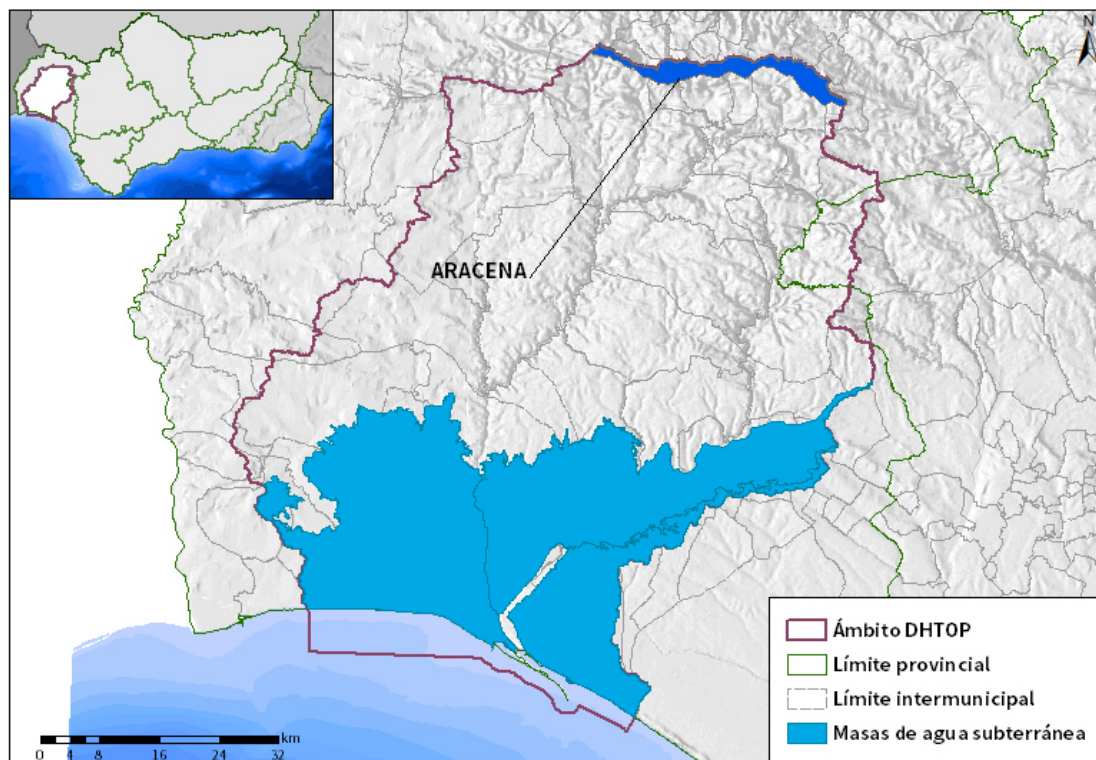 N
ARACENA
Ámbito DHTOP
Límite provincial
Límite intermunicipal
Masas de agua subterránea
km
0 4 8 16 24 32